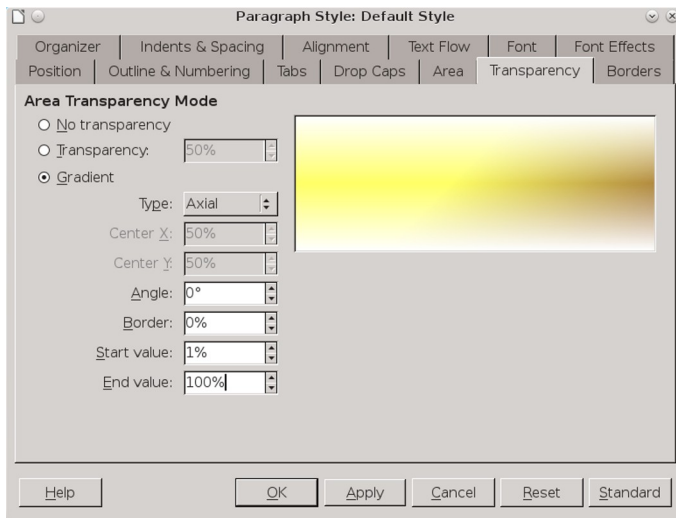 Paragraph Style: Default Style
Organizer Indents & Spacing Alignment Text Flow Font Font Effects
Position Outline & Numbering Tabs Drop Caps Area Transparency Borders
Area Transparency Mode
No transparency
Transparency: 50%
Gradient
Type: Axial
Center X: 50%
Center Y: 50%
Angle: 0°
Border: 0%
Start value: 1%
End value: 100%
Help OK Apply Cancel Reset Standard